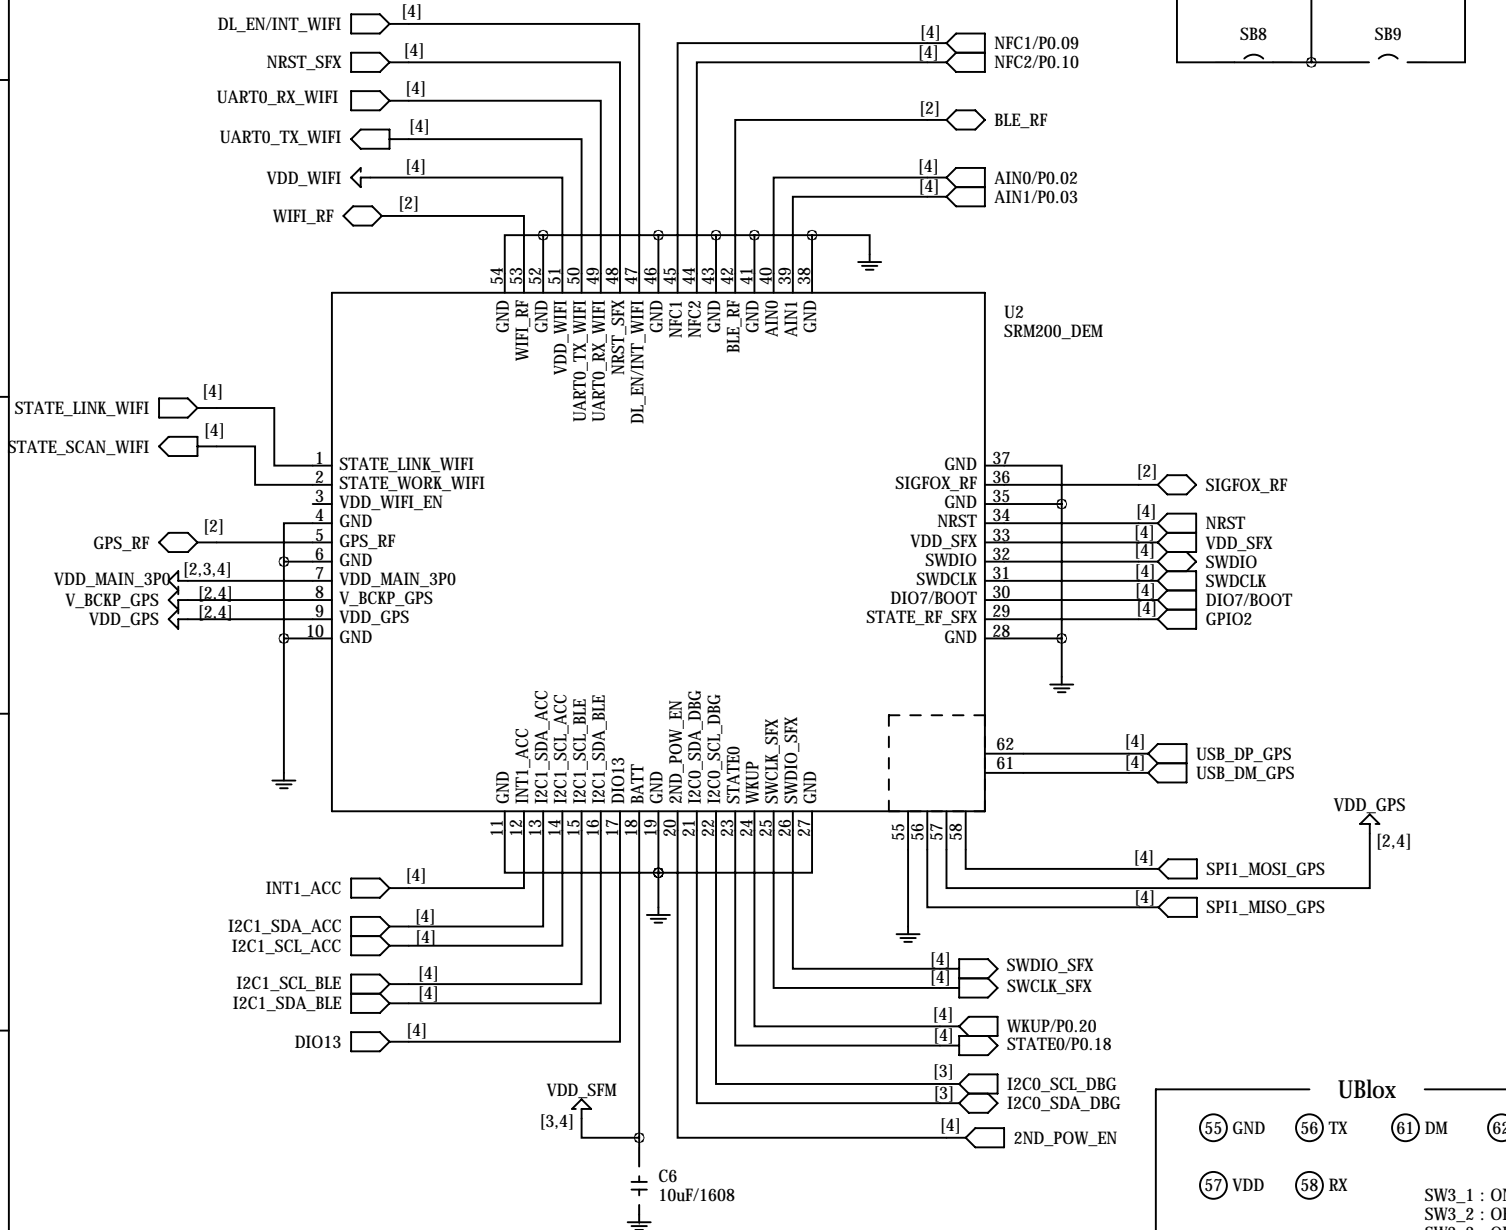 DL_EN/INT_WIFI [4]
NRST_SFX [4]
UART0_RX_WIFI [4]
UART0_TX_WIFI [4]
VDD_WIFI [4]
WIFI_RF [2]
[4] NFC1/P0.09
[4] NFC2/P0.10
[2] BLE_RF
[4] AIN0/P0.02
[4] AIN1/P0.03
SB8 SB9
54 53 52 51 50 49 48 47 46 45 44 43 42 41 40 39 38
GND
WIFI_RF
GND
VDD_WIFI
UART0_TX_WIFI
UART0_RX_WIFI
NRST_SFX
DL_EN/INT_WIFI
GND
NFC1
NFC2
GND
BLE_RF
GND
AIN0
AIN1
GND
U2
SRM200_DEM
STATE_LINK_WIFI [4]
STATE_SCAN_WIFI [4]
GPS_RF [2]
VDD_MAIN_3P0 [2,3,4]
V_BCKP_GPS [2,4]
VDD_GPS [2,4]
1 STATE_LINK_WIFI
2 STATE_WORK_WIFI
3 VDD_WIFI_EN
4 GND
5 GPS_RF
6 GND
7 VDD_MAIN_3P0
8 V_BCKP_GPS
9 VDD_GPS
10 GND
GND 37
SIGFOX_RF 36 [2] SIGFOX_RF
GND 35
NRST 34 [4] NRST
VDD_SFX 33 [4] VDD_SFX
SWDIO 32 [4] SWDIO
SWDCLK 31 [4] SWDCLK
DIO7/BOOT 30 [4] DIO7/BOOT
STATE_RF_SFX 29 [4] GPIO2
GND 28
62 [4] USB_DP_GPS
61 [4] USB_DM_GPS
GND
INT1_ACC
I2C1_SDA_ACC
I2C1_SCL_ACC
I2C1_SCL_BLE
I2C1_SDA_BLE
DIO13
BATT
GND
2ND_POW_EN
I2C0_SDA_DBG
I2C0_SCL_DBG
STATE0
WKUP
SWCLK_SFX
SWDIO_SFX
GND
11 12 13 14 15 16 17 18 19 20 21 22 23 24 25 26 27
55 56 57 58
VDD_GPS
[2,4]
[4] SPI1_MOSI_GPS
[4] SPI1_MISO_GPS
INT1_ACC [4]
I2C1_SDA_ACC [4]
I2C1_SCL_ACC [4]
I2C1_SCL_BLE [4]
I2C1_SDA_BLE [4]
DIO13 [4]
[4] SWDIO_SFX
[4] SWCLK_SFX
[4] WKUP/P0.20
[4] STATE0/P0.18
[3] I2C0_SCL_DBG
[3] I2C0_SDA_DBG
[4] 2ND_POW_EN
VDD_SFM
[3,4]
C6
10uF/1608
UBlox
55 GND 56 TX 61 DM 62
57 VDD 58 RX
SW3_1 :
SW3_2 :